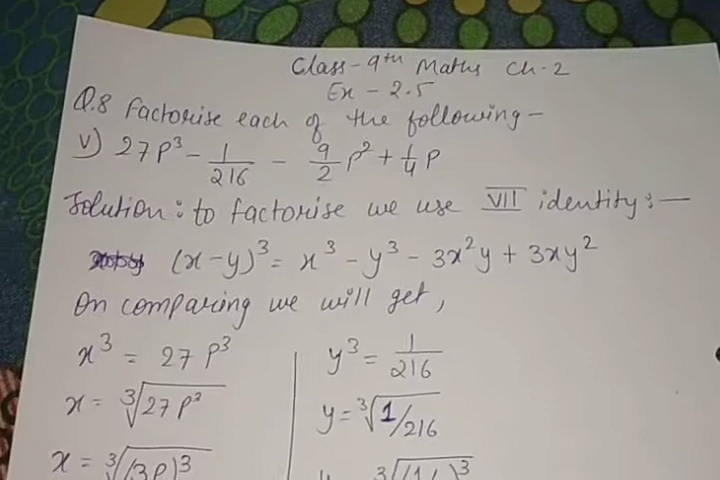 Class - 9th Maths Ch-2
Ex - 2.5
Q.8 Factorise each of the following -
v) 27p³ - 1/216 - 9/2 p² + 1/4 p
Solution: to factorise we use VII identity: —
(x-y)³ = x³ - y³ - 3x²y + 3xy²
On comparing we will get,
x³ = 27p³
x = ∛27p³
x = ∛(3p)³
y³ = 1/216
y = ∛1/216